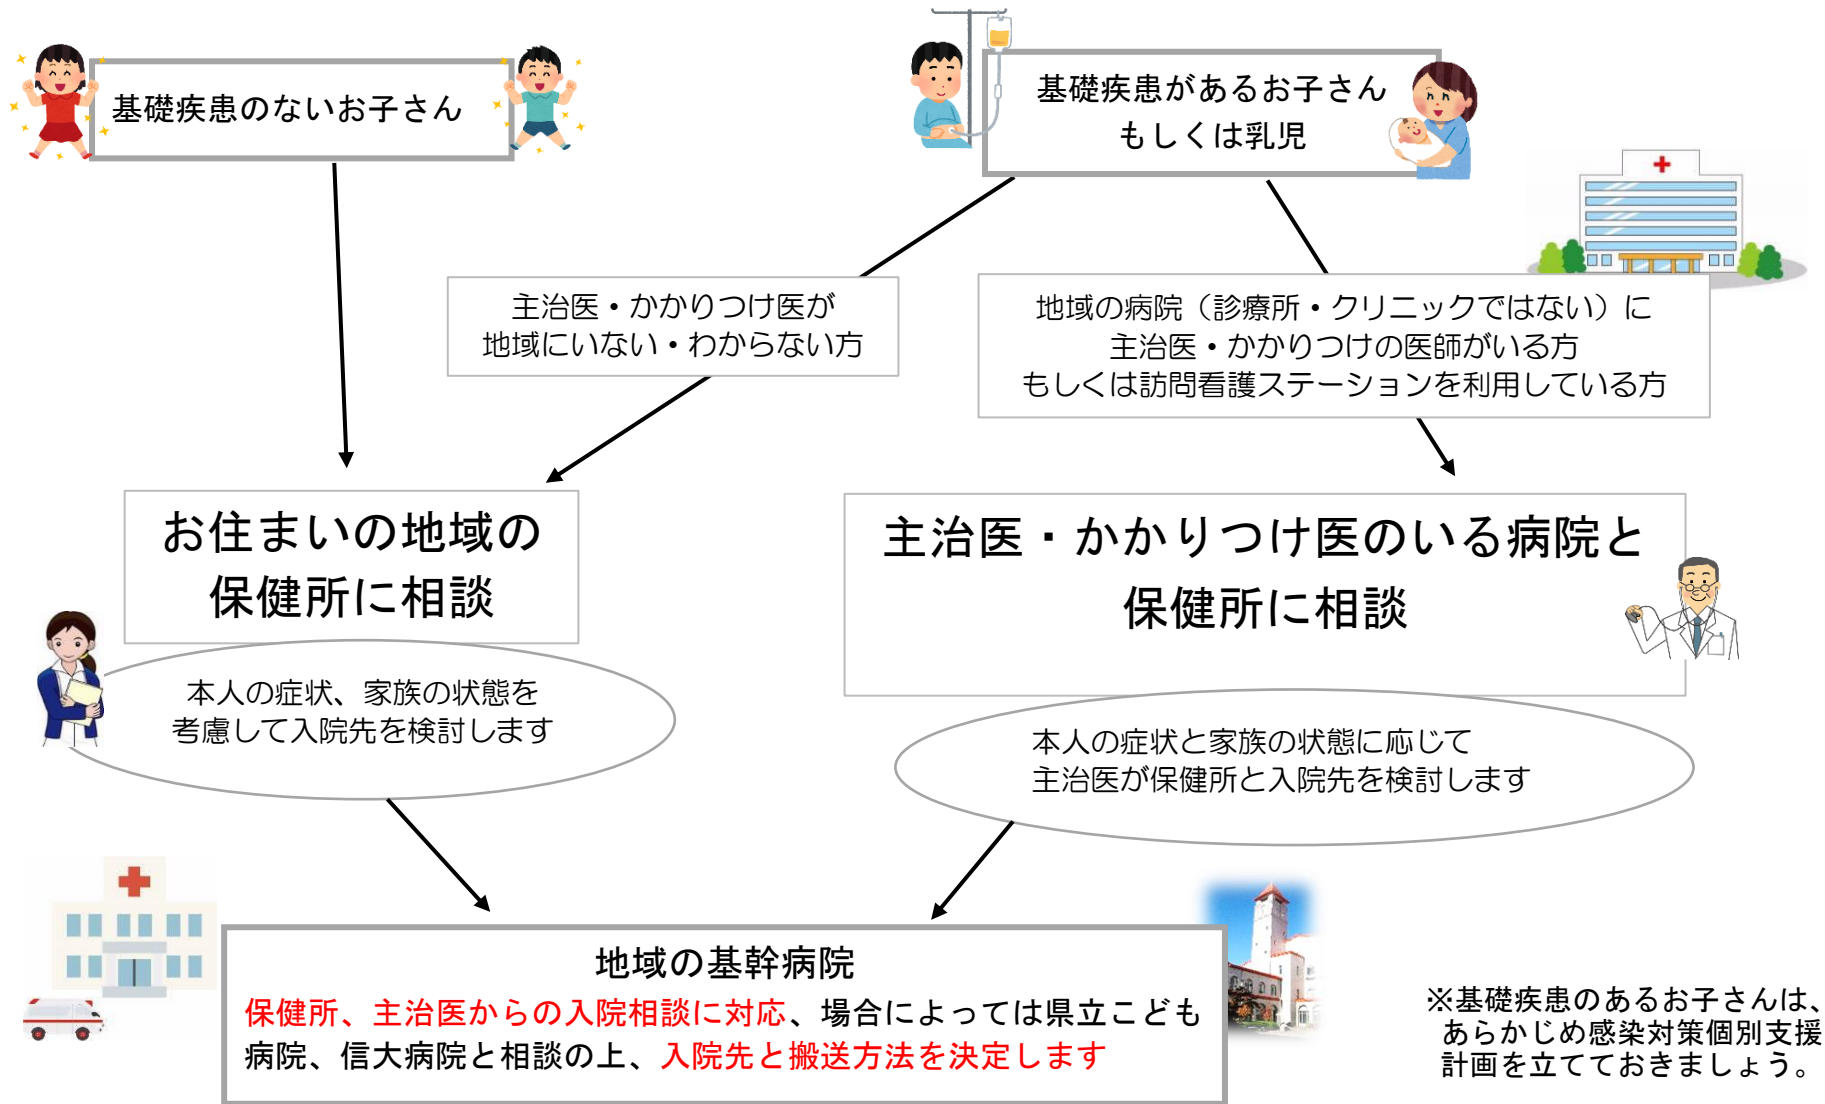 基礎疾患のないお子さん
基礎疾患があるお子さん
もしくは乳児
主治医・かかりつけ医が
地域にいない・わからない方
地域の病院（診療所・クリニックではない）に
主治医・かかりつけの医師がいる方
もしくは訪問看護ステーションを利用している方
お住まいの地域の
保健所に相談
主治医・かかりつけ医のいる病院と
保健所に相談
本人の症状、家族の状態を
考慮して入院先を検討します
本人の症状と家族の状態に応じて
主治医が保健所と入院先を検討します
地域の基幹病院
保健所、主治医からの入院相談に対応、場合によっては県立こども
病院、信大病院と相談の上、入院先と搬送方法を決定します
※基礎疾患のあるお子さんは、
あらかじめ感染対策個別支援
計画を立てておきましょう。